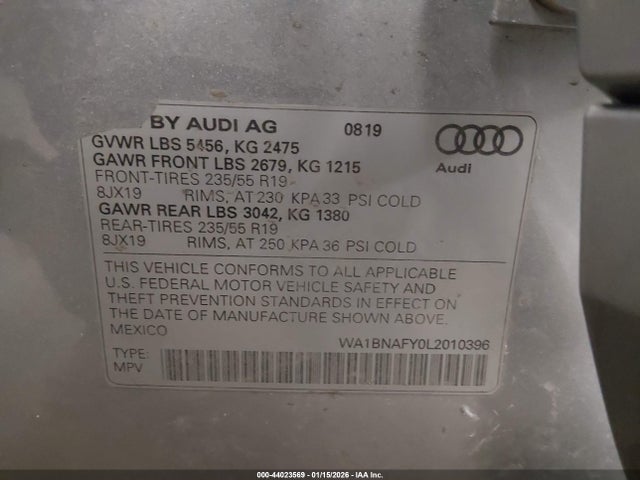 BY AUDI AG 0819
GVWR LBS 5456, KG 2475
GAWR FRONT LBS 2679, KG 1215
FRONT-TIRES 235/55 R19
8JX19 RIMS, AT 230 KPA 33 PSI COLD
GAWR REAR LBS 3042, KG 1380
REAR-TIRES 235/55 R19
8JX19 RIMS, AT 250 KPA 36 PSI COLD
Audi
THIS VEHICLE CONFORMS TO ALL APPLICABLE
U.S. FEDERAL MOTOR VEHICLE SAFETY AND
THEFT PREVENTION STANDARDS IN EFFECT ON
THE DATE OF MANUFACTURE SHOWN ABOVE.
MEXICO WA1BNAFY0L2010396
TYPE:
MPV
000-44023569 - 01/15/2026 - IAA Inc.